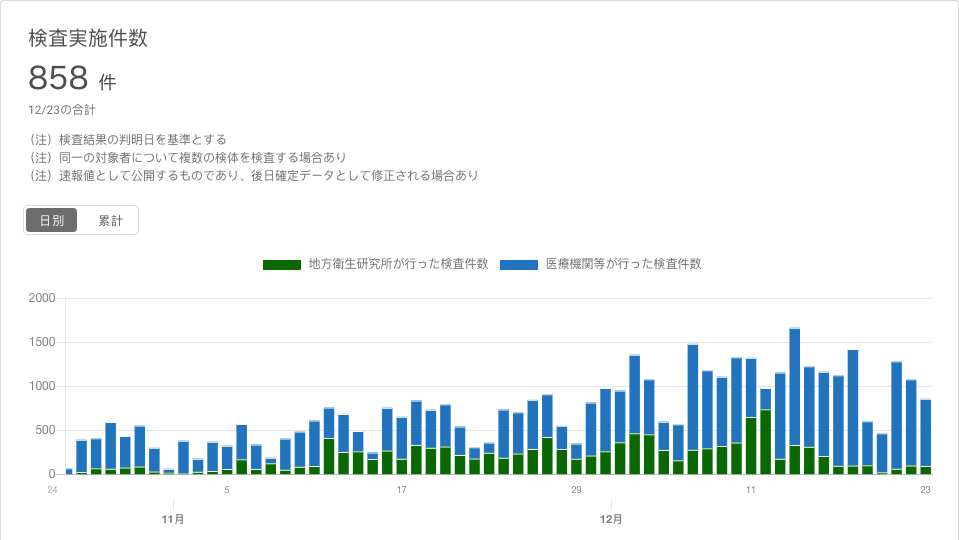 検査実施件数
858 件
12/23の合計
（注）検査結果の判明日を基準とする
（注）同一の対象者について複数の検体を検査する場合あり
（注）速報値として公開するものであり、後日確定データとして修正される場合あり
日別 累計
地方衛生研究所が行った検査件数 医療機関等が行った検査件数
2000
1500
1000
500
0
24 5 17 29 11 23
11月 12月